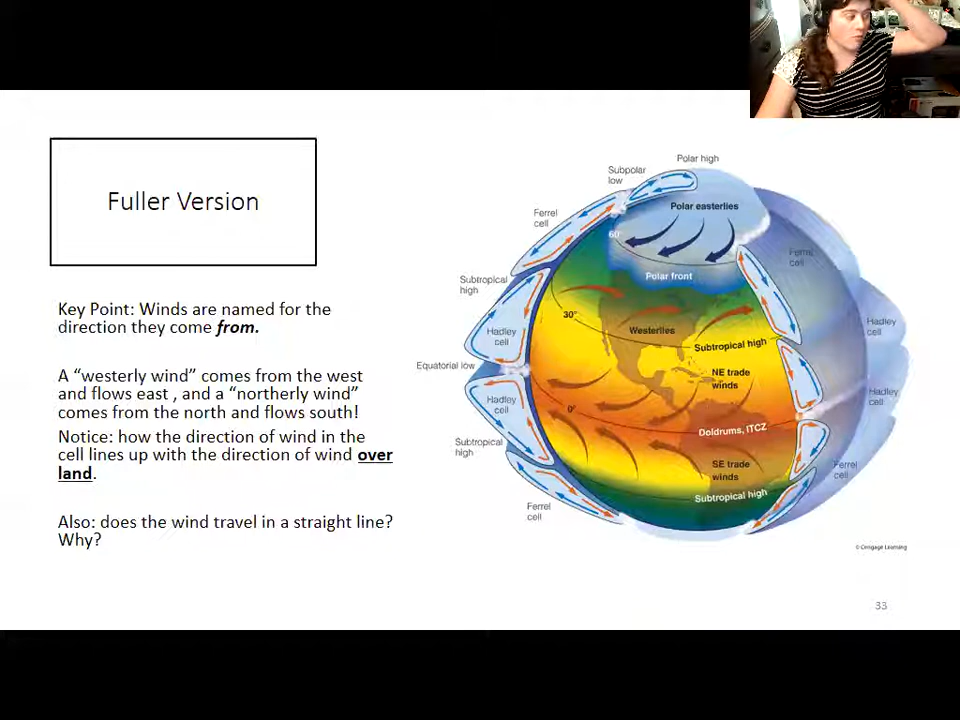 Fuller Version
Key Point: Winds are named for the
direction they come from.
A “westerly wind” comes from the west
and flows east , and a “northerly wind”
comes from the north and flows south!
Notice: how the direction of wind in the
cell lines up with the direction of wind over
land.
Also: does the wind travel in a straight line?
Why?
Polar high
Subpolar
low
Polar easterlies
Ferrel
cell
60°
Ferrel
cell
Polar front
Subtropical
high
30°
Westerlies
Hadley
cell
Hadley
cell
Subtropical high
Equatorial low
NE trade
winds
Hadley
cell
Hadley
cell
0°
Doldrums, ITCZ
Subtropical
high
SE trade
winds
Ferrel
cell
Subtropical high
Ferrel
cell
© Cengage Learning
33